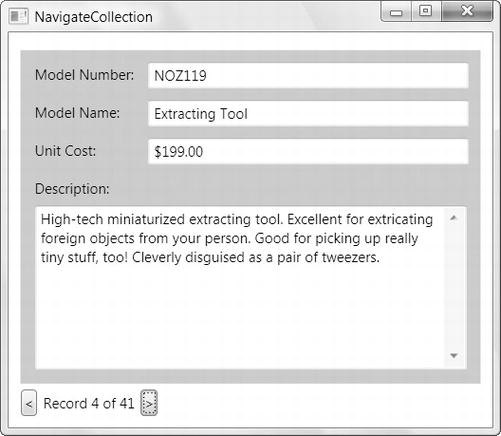 NavigateCollection
Model Number: NOZ119
Model Name: Extracting Tool
Unit Cost: $199.00
Description:
High-tech miniaturized extracting tool. Excellent for extricating
foreign objects from your person. Good for picking up really
tiny stuff, too! Cleverly disguised as a pair of tweezers.
< Record 4 of 41 >